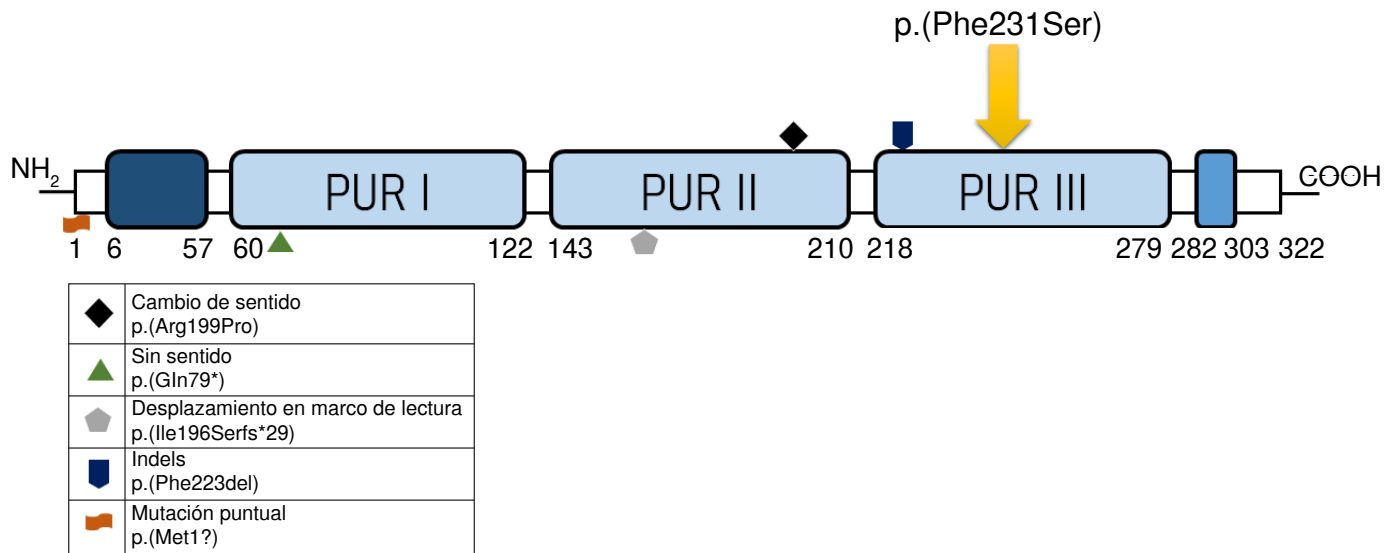 p.(Phe231Ser)
NH2
PUR I
PUR II
PUR III
COOH
1 6 57 60 122 143 210 218 279 282 303 322
Cambio de sentido
p.(Arg199Pro)
Sin sentido
p.(Gln79*)
Desplazamiento en marco de lectura
p.(Ile196Serfs*29)
Indels
p.(Phe223del)
Mutación puntual
p.(Met1?)